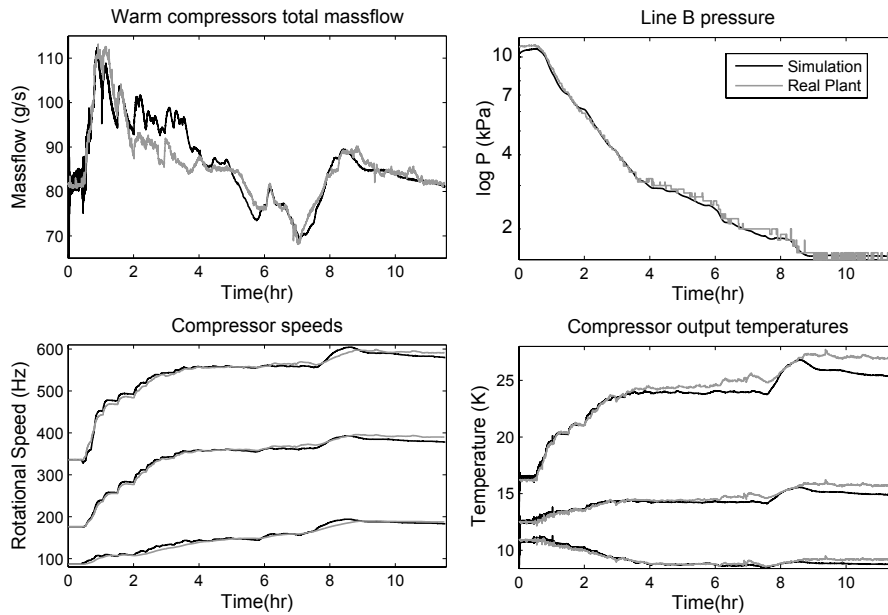 Warm compressors total massflow
Massflow (g/s)
110
100
90
80
70
0 2 4 6 8 10
Time(hr)
Line B pressure
log P (kPa)
10
7
4
2
Simulation
Real Plant
0 2 4 6 8 10
Time(hr)
Compressor speeds
Rotational Speed (Hz)
600
500
400
300
200
100
0 2 4 6 8 10
Time(hr)
Compressor output temperatures
Temperature (K)
25
20
15
10
0 2 4 6 8 10
Time(hr)